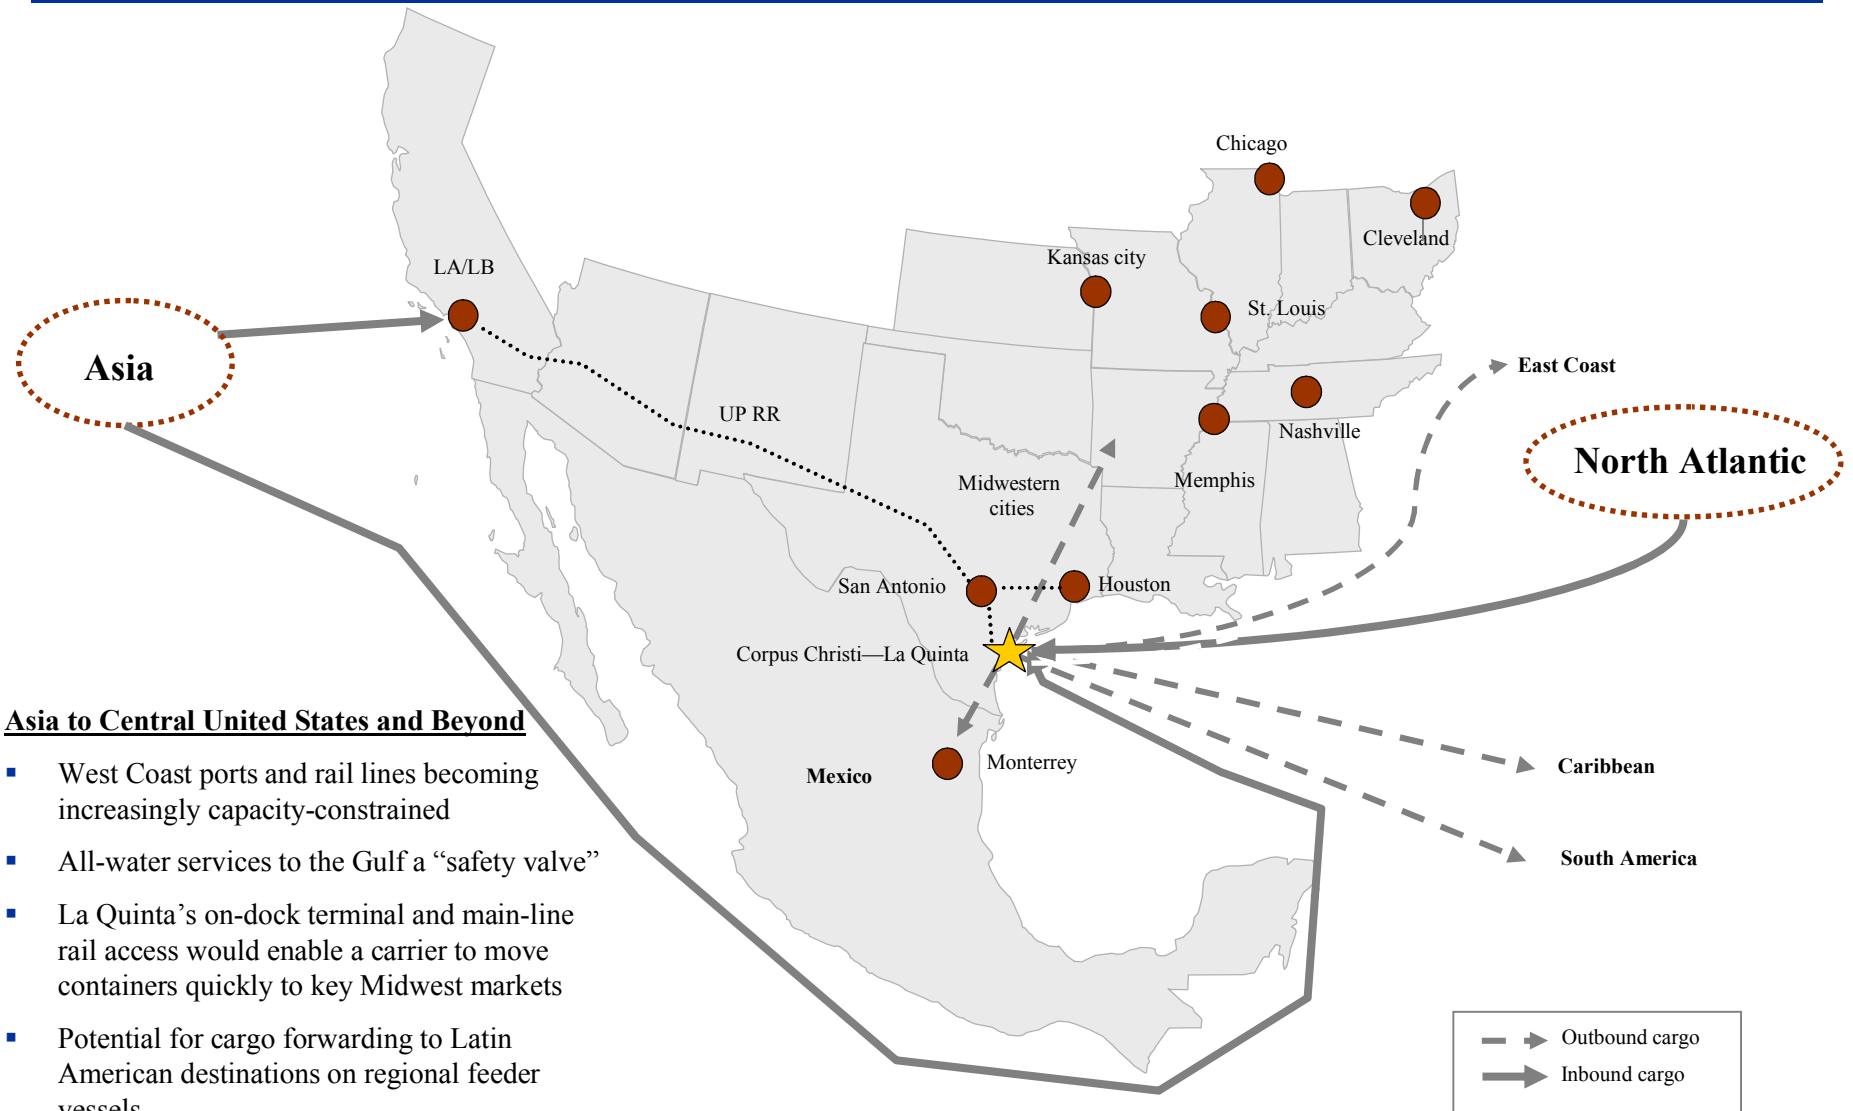 Chicago
Cleveland
Kansas city
LA/LB
St. Louis
Asia
East Coast
UP RR
Nashville
North Atlantic
Midwestern
cities
Memphis
San Antonio
Houston
Corpus Christi—La Quinta
Asia to Central United States and Beyond
Mexico
Monterrey
Caribbean
South America
▪ West Coast ports and rail lines becoming
increasingly capacity-constrained
▪ All-water services to the Gulf a “safety valve”
▪ La Quinta’s on-dock terminal and main-line
rail access would enable a carrier to move
containers quickly to key Midwest markets
▪ Potential for cargo forwarding to Latin
American destinations on regional feeder
vessels
Outbound cargo
Inbound cargo